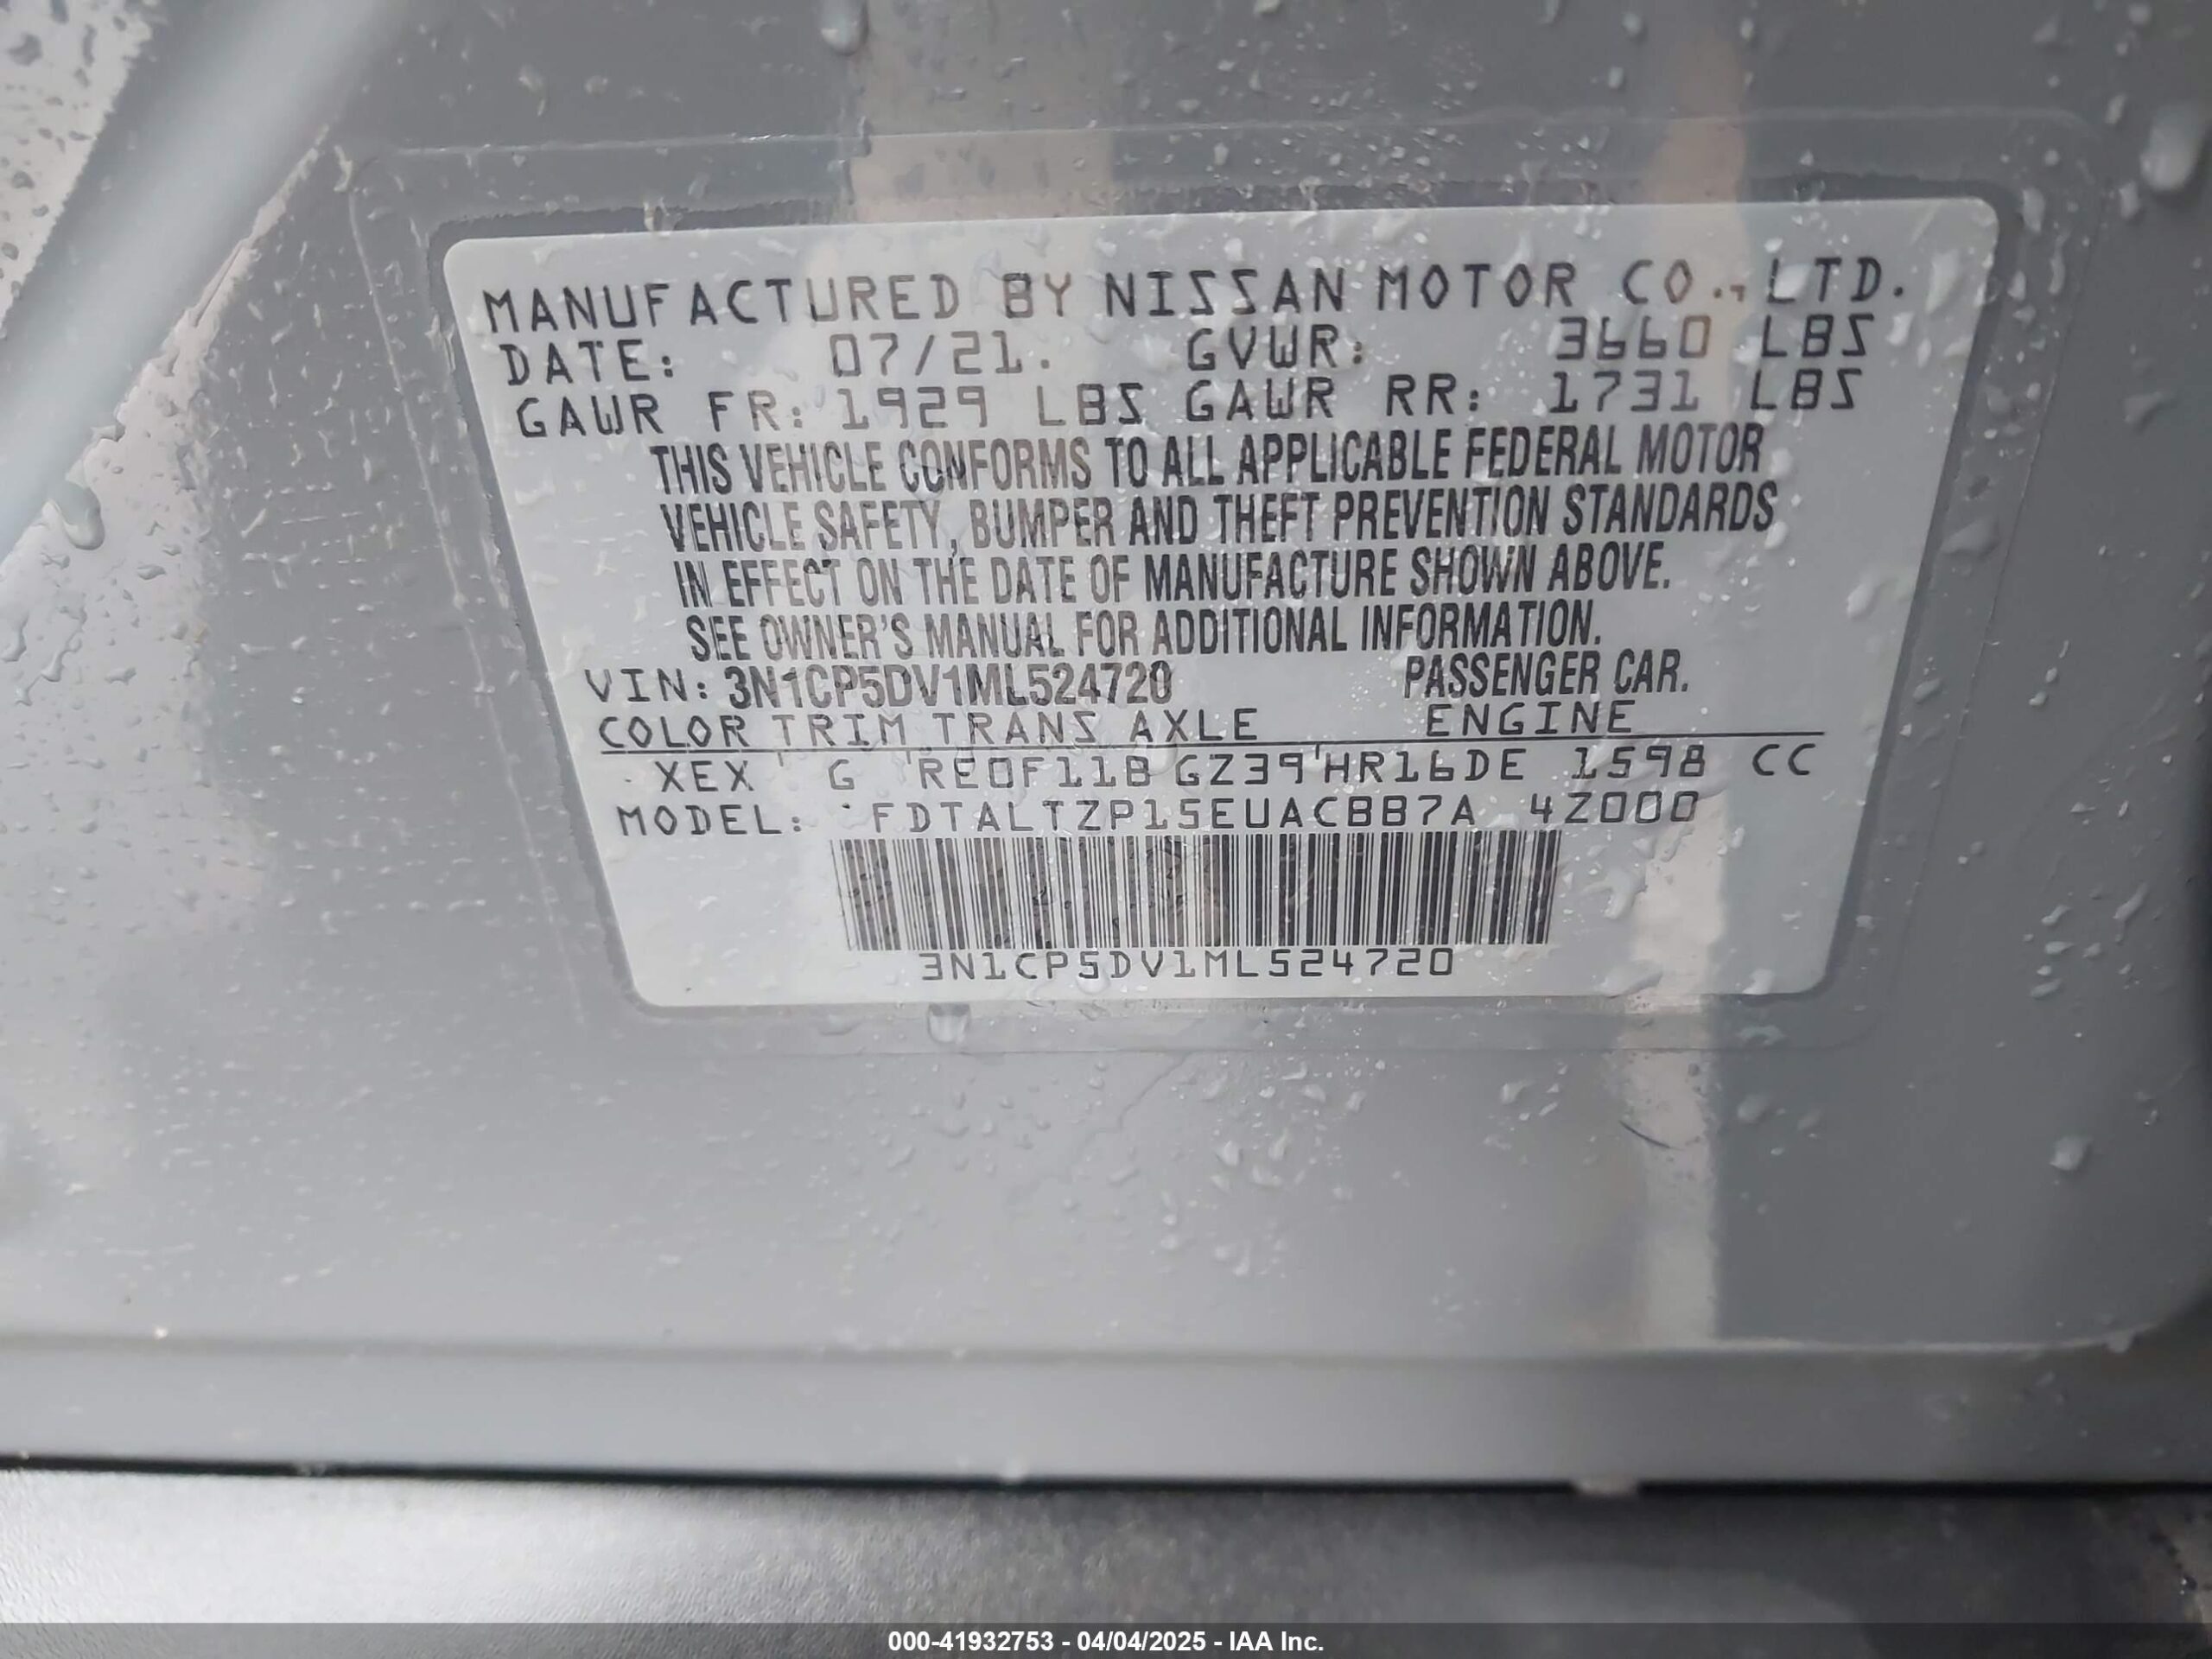 MANUFACTURED BY NISSAN MOTOR CO., LTD.
DATE: 07/21. GVWR: 3660 LBS
GAWR FR: 1929 LBS GAWR RR: 1731 LBS
THIS VEHICLE CONFORMS TO ALL APPLICABLE FEDERAL MOTOR
VEHICLE SAFETY, BUMPER AND THEFT PREVENTION STANDARDS
IN EFFECT ON THE DATE OF MANUFACTURE SHOWN ABOVE.
SEE OWNER'S MANUAL FOR ADDITIONAL INFORMATION.
VIN: 3N1CP5DV1ML524720 PASSENGER CAR.
COLOR TRIM TRANS AXLE ENGINE
XEX G RE0F11B GZ39 HR16DE 1598 CC
MODEL: FDTALTZP15EUACBB7A 4Z000
3N1CP5DV1ML524720
000-41932753 - 04/04/2025 - IAA Inc.